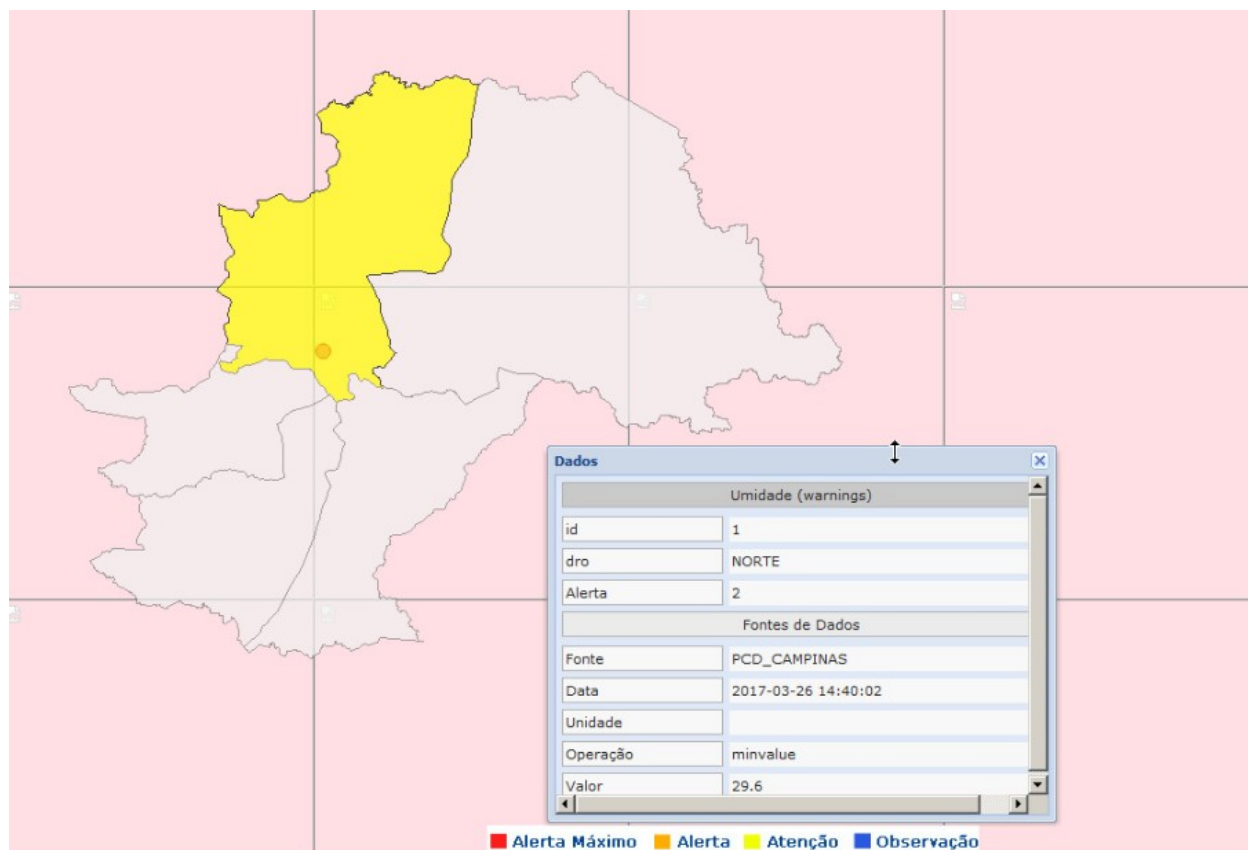 Dados
Umidade (warnings)
id 1
dro NORTE
Alerta 2
Fontes de Dados
Fonte PCD_CAMPINAS
Data 2017-03-26 14:40:02
Unidade
Operação minvalue
Valor 29.6
Alerta Máximo Alerta Atenção Observação